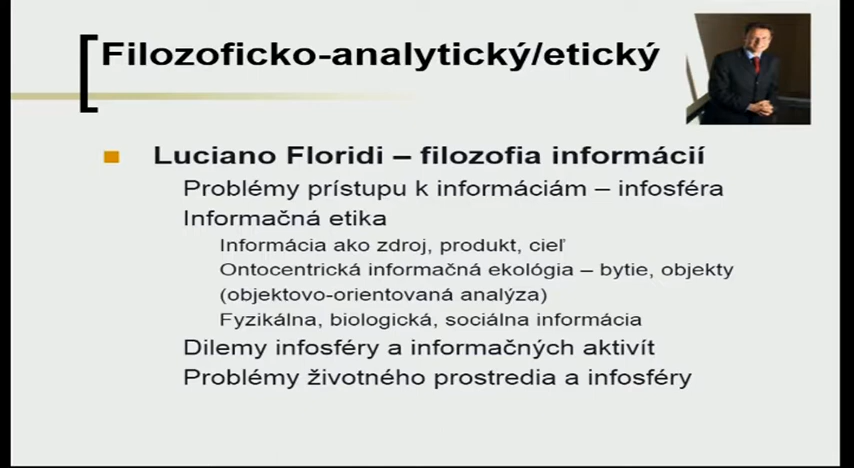 Filozoficko-analytický/etický
Luciano Floridi – filozofia informácií
Problémy prístupu k informáciám – infosféra
Informačná etika
Informácia ako zdroj, produkt, cieľ
Ontocentrická informačná ekológia – bytie, objekty
(objektovo-orientovaná analýza)
Fyzikálna, biologická, sociálna informácia
Dilemy infosféry a informačných aktivít
Problémy životného prostredia a infosféry